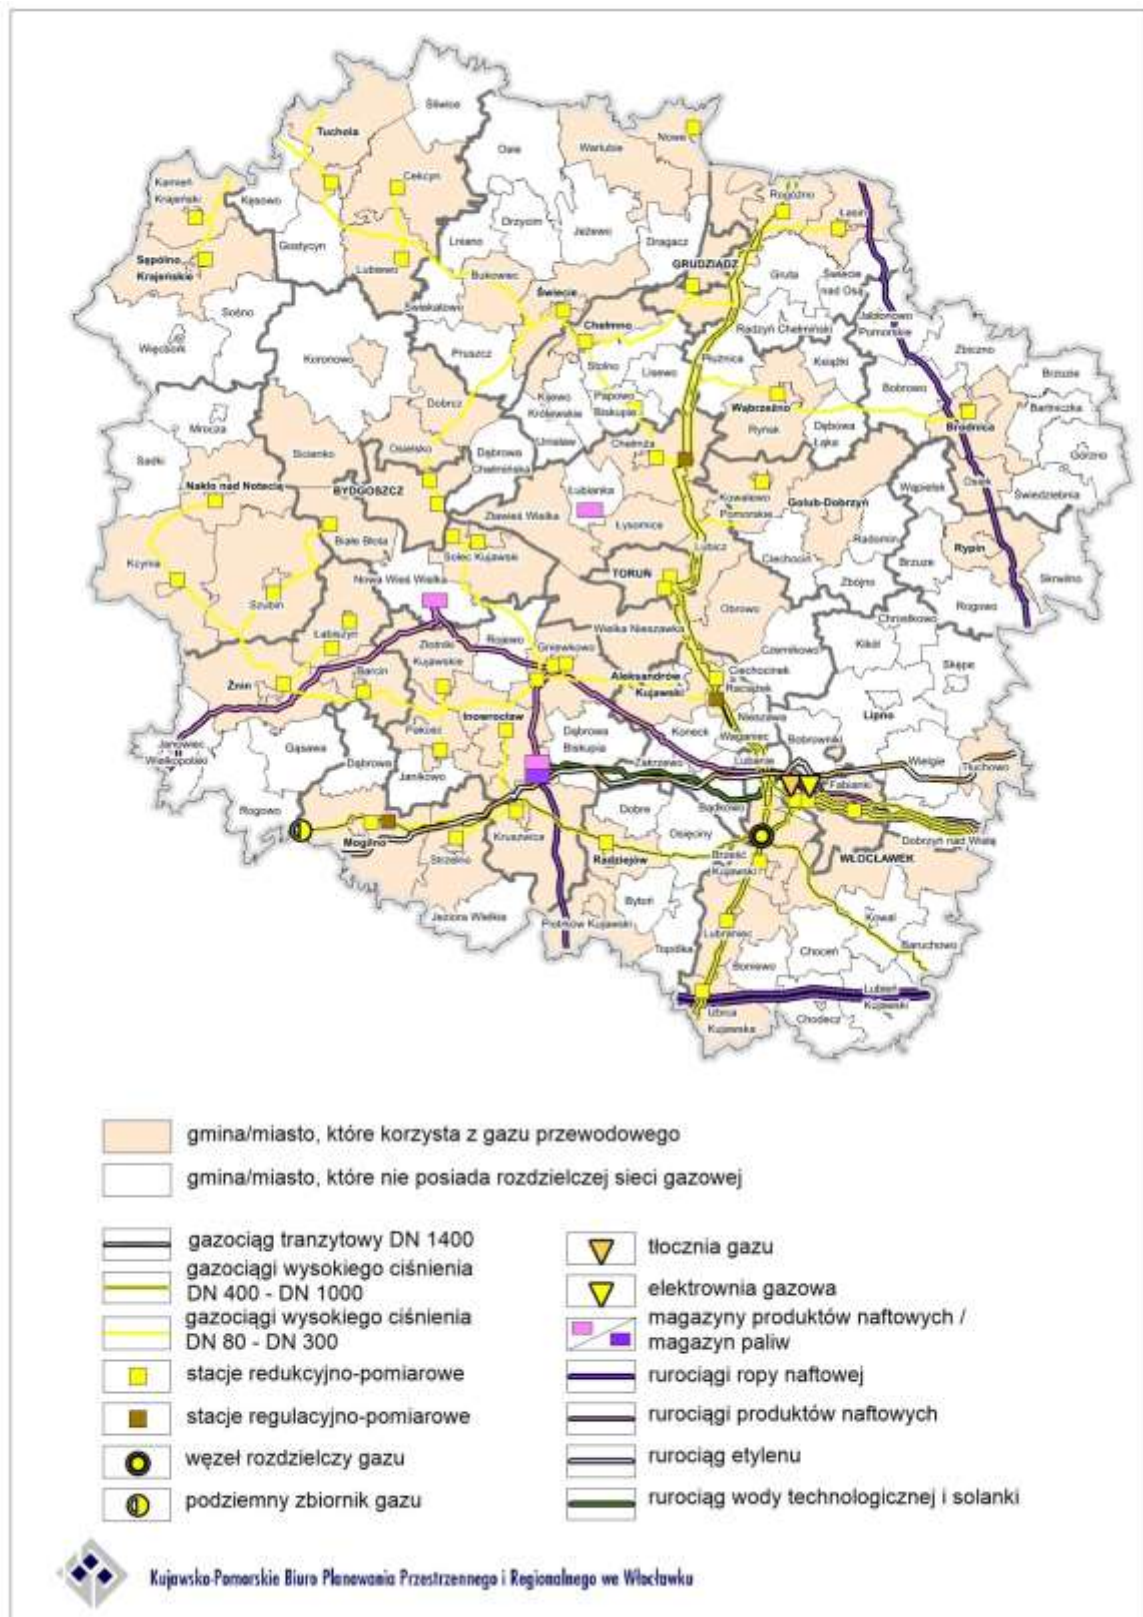 Śliwice
Tuchola
Osie
Warlubie
Nowe
Kamień
Krajeński
Kęsowo
Cekcyn
Rogóźno
Łasin
Drzycim
Jeżewo
Dragacz
Gostycyn
Lniano
Sępólno
Krajeńskie
Lubiewo
Bukowiec
GRUDZIĄDZ
Gruta
Świecie
nad Osą
Świecie
Świekatowo
Sośno
Chełmno
Radzyń Chełmiński
Jabłonowo
Pomorskie
Więcbork
Koronowo
Pruszcz
Stolno
Lisewo
Płużnica
Książki
Zbiczno
Brzozie
Bobrowo
Dobrcz
Kijewo
Królewskie
Papowo
Biskupie
Wąbrzeźno
Bartniczka
Mrocza
Ryńsk
Dębowa
Łąka
Brodnica
Unisław
Sadki
Sicienko
Osielsko
Dąbrowa
Chełmińska
Chełmża
Górzno
Nakło nad Notecią
BYDGOSZCZ
Łubianka
Kowalewo
Pomorskie
Golub-Dobrzyń
Wąpielsk
Osiek
Świedziebnia
Zławieś Wielka
Łysomice
Białe Błota
Solec Kujawski
Lubicz
Radomin
Rypin
Kcynia
Ciechocin
Brzuze
Nowa Wieś Wielka
TORUŃ
Zbójno
Skrwilno
Szubin
Obrowo
Rogowo
Łabiszyn
Wielka Nieszawka
Chrostkowo
Złotniki
Kujawskie
Rojewo
Gniewkowo
Czernikowo
Kikół
Barcin
Aleksandrów
Kujawski
Ciechocinek
Raciążek
Skępe
Żnin
Lipno
Inowrocław
Nieszawa
Pakość
Dąbrowa
Biskupia
Koneck
Waganiec
Bobrowniki
Janowiec
Wielkopolski
Gąsawa
Dąbrowa
Janikowo
Zakrzewo
Lubanie
Wielgie
Tłuchowo
Fabianki
Rogowo
Dobre
Bądkowo
Mogilno
Kruszwica
Osięciny
Dobrzyń nad Wisłą
Strzelno
Radziejów
Brześć
Kujawski
WŁOCŁAWEK
Bytoń
Jeziora Wielkie
Piotrków Kujawski
Lubraniec
Kowal
Topólka
Choceń
Baruchowo
Boniewo
Lubień
Kujawski
Izbica
Kujawska
Chodecz
gmina/miasto, które korzysta z gazu przewodowego
gmina/miasto, które nie posiada rozdzielczej sieci gazowej
gazociąg tranzytowy DN 1400
gazociągi wysokiego ciśnienia
DN 400 - DN 1000
gazociągi wysokiego ciśnienia
DN 80 - DN 300
stacje redukcyjno-pomiarowe
stacje regulacyjno-pomiarowe
węzeł rozdzielczy gazu
podziemny zbiornik gazu
tłocznia gazu
elektrownia gazowa
magazyny produktów naftowych /
magazyn paliw
rurociągi ropy naftowej
rurociągi produktów naftowych
rurociąg etylenu
rurociąg wody technologicznej i solanki
Kujawsko-Pomorskie Biuro Planowania Przestrzennego i Regionalnego we Włocławku